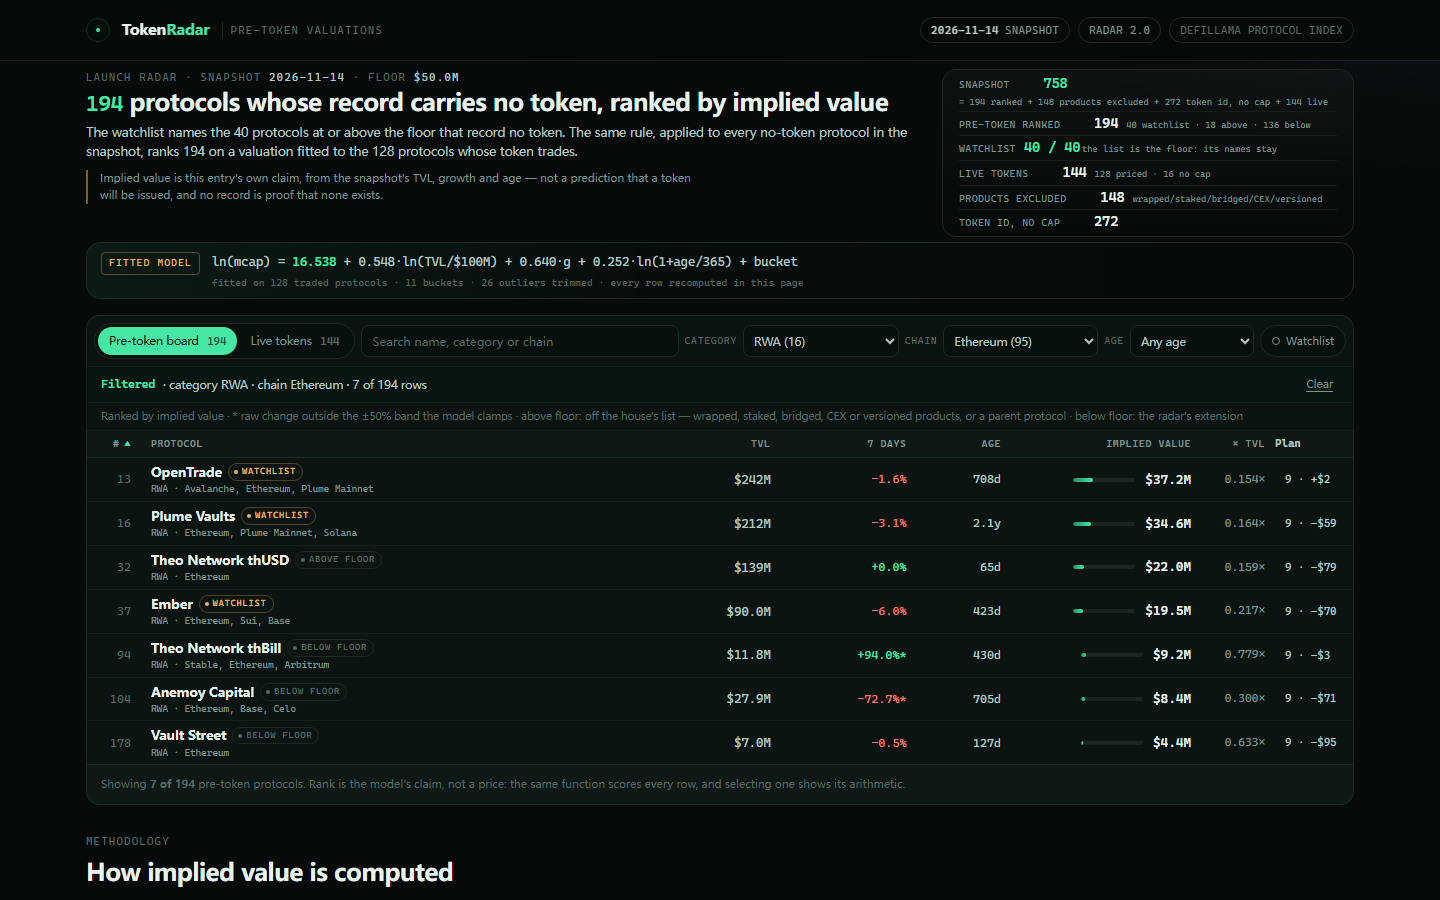 TokenRadar PRE-TOKEN VALUATIONS
2026-11-14 SNAPSHOT
RADAR 2.0
DEFILLAMA PROTOCOL INDEX
LAUNCH RADAR · SNAPSHOT 2026-11-14 · FLOOR $50.0M
194 protocols whose record carries no token, ranked by implied value
The watchlist names the 40 protocols at or above the floor that record no token. The same rule, applied to every no-token protocol in the
snapshot, ranks 194 on a valuation fitted to the 128 protocols whose token trades.
Implied value is this entry's own claim, from the snapshot's TVL, growth and age — not a prediction that a token
will be issued, and no record is proof that none exists.
SNAPSHOT 758
= 194 ranked + 148 products excluded + 272 token id, no cap + 144 live
PRE-TOKEN RANKED 194 40 watchlist · 18 above · 136 below
WATCHLIST 40 / 40 the list is the floor: its names stay
LIVE TOKENS 144 128 priced · 16 no cap
PRODUCTS EXCLUDED 148 wrapped/staked/bridged/CEX/versioned
TOKEN ID, NO CAP 272
FITTED MODEL ln(mcap) = 16.538 + 0.548·ln(TVL/$100M) + 0.640·g + 0.252·ln(1+age/365) + bucket
fitted on 128 traded protocols · 11 buckets · 26 outliers trimmed · every row recomputed in this page
Pre-token board 194 Live tokens 144 Search name, category or chain CATEGORY RWA (16) CHAIN Ethereum (95) AGE Any age Watchlist
Filtered · category RWA · chain Ethereum · 7 of 194 rows Clear
Ranked by implied value · * raw change outside the ±50% band the model clamps · above floor: off the house's list — wrapped, staked, bridged, CEX or versioned products, or a parent protocol · below floor: the radar's extension
# ▲ PROTOCOL TVL 7 DAYS AGE IMPLIED VALUE × TVL Plan
13 OpenTrade WATCHLIST $242M −1.6% 708d $37.2M 0.154× 9 · +$2
RWA · Avalanche, Ethereum, Plume Mainnet
16 Plume Vaults WATCHLIST $212M −3.1% 2.1y $34.6M 0.164× 9 · −$59
RWA · Ethereum, Plume Mainnet, Solana
32 Theo Network thUSD ABOVE FLOOR $139M +0.0% 65d $22.0M 0.159× 9 · −$79
RWA · Ethereum
37 Ember WATCHLIST $90.0M −6.0% 423d $19.5M 0.217× 9 · −$70
RWA · Ethereum, Sui, Base
94 Theo Network thBill BELOW FLOOR $11.8M +94.0%* 430d $9.2M 0.779× 9 · −$3
RWA · Stable, Ethereum, Arbitrum
104 Anemoy Capital BELOW FLOOR $27.9M −72.7%* 705d $8.4M 0.300× 9 · −$71
RWA · Ethereum, Base, Celo
178 Vault Street BELOW FLOOR $7.0M −0.5% 127d $4.4M 0.633× 9 · −$95
RWA · Ethereum
Showing 7 of 194 pre-token protocols. Rank is the model's claim, not a price: the same function scores every row, and selecting one shows its arithmetic.
METHODOLOGY
How implied value is computed